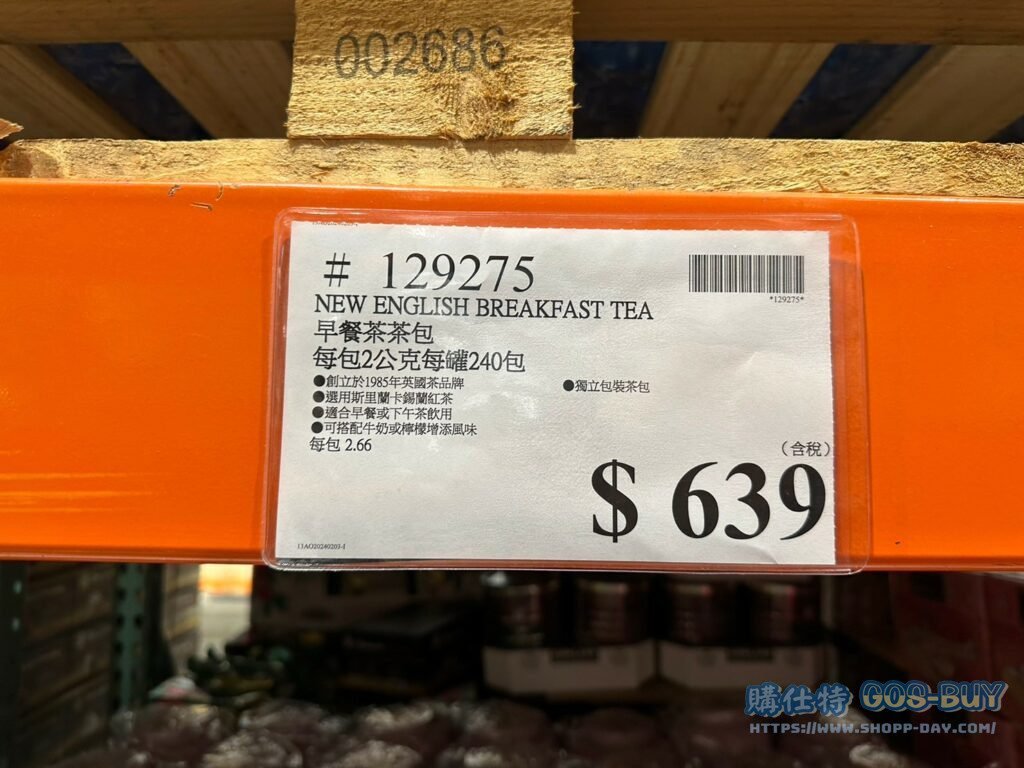 002686
# 129275
*129275*
NEW ENGLISH BREAKFAST TEA
早餐茶茶包
每包2公克每罐240包
●創立於1985年英國茶品牌
●獨立包裝茶包
●選用斯里蘭卡錫蘭紅茶
●適合早餐或下午茶飲用
●可搭配牛奶或檸檬增添風味
每包 2.66
(含稅)
$ 639
13AO20240203-I
購仕特 GOS-BUY
HTTPS://WWW.SHOPP-DAY.COM/